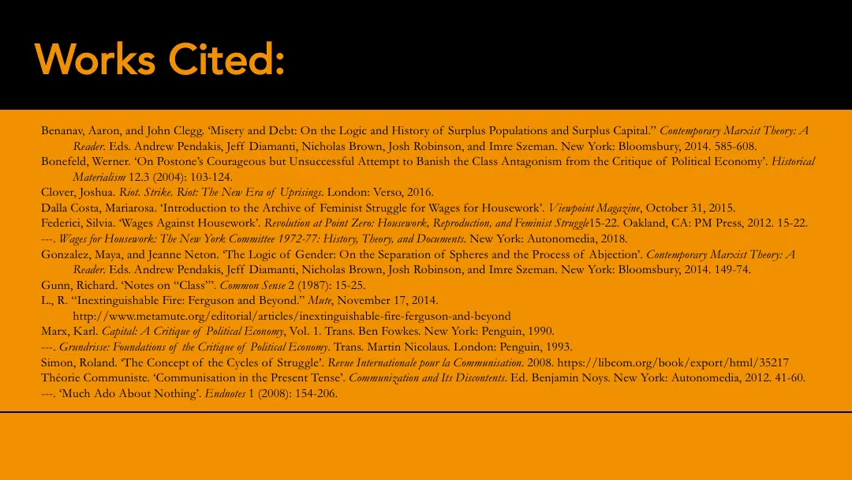 Works Cited:
Benanav, Aaron, and John Clegg. ‘Misery and Debt: On the Logic and History of Surplus Populations and Surplus Capital.” Contemporary Marxist Theory: A
Reader. Eds. Andrew Pendakis, Jeff Diamanti, Nicholas Brown, Josh Robinson, and Imre Szeman. New York: Bloomsbury, 2014. 585-608.
Bonefeld, Werner. ‘On Postone’s Courageous but Unsuccessful Attempt to Banish the Class Antagonism from the Critique of Political Economy’. Historical
Materialism 12.3 (2004): 103-124.
Clover, Joshua. Riot. Strike. Riot: The New Era of Uprisings. London: Verso, 2016.
Dalla Costa, Mariarosa. ‘Introduction to the Archive of Feminist Struggle for Wages for Housework’. Viewpoint Magazine, October 31, 2015.
Federici, Silvia. ‘Wages Against Housework’. Revolution at Point Zero: Housework, Reproduction, and Feminist Struggle15-22. Oakland, CA: PM Press, 2012. 15-22.
---. Wages for Housework: The New York Committee 1972-77: History, Theory, and Documents. New York: Autonomedia, 2018.
Gonzalez, Maya, and Jeanne Neton. ‘The Logic of Gender: On the Separation of Spheres and the Process of Abjection’. Contemporary Marxist Theory: A
Reader. Eds. Andrew Pendakis, Jeff Diamanti, Nicholas Brown, Josh Robinson, and Imre Szeman. New York: Bloomsbury, 2014. 149-74.
Gunn, Richard. ‘Notes on “Class”’. Common Sense 2 (1987): 15-25.
L., R. “Inextinguishable Fire: Ferguson and Beyond.” Mute, November 17, 2014.
http://www.metamute.org/editorial/articles/inextinguishable-fire-ferguson-and-beyond
Marx, Karl. Capital: A Critique of Political Economy, Vol. 1. Trans. Ben Fowkes. New York: Penguin, 1990.
---. Grundrisse: Foundations of the Critique of Political Economy. Trans. Martin Nicolaus. London: Penguin, 1993.
Simon, Roland. ‘The Concept of the Cycles of Struggle’. Revue Internationale pour la Communisation. 2008. https://libcom.org/book/export/html/35217
Théorie Communiste. ‘Communisation in the Present Tense’. Communization and Its Discontents. Ed. Benjamin Noys. New York: Autonomedia, 2012. 41-60.
---. ‘Much Ado About Nothing’. Endnotes 1 (2008): 154-206.